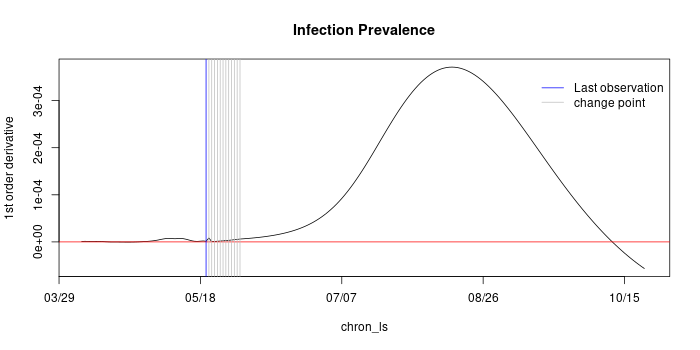 Infection Prevalence
1st order derivative
3e-04
2e-04
1e-04
0e+00
Last observation
change point
03/29
05/18
07/07
08/26
10/15
chron_ls